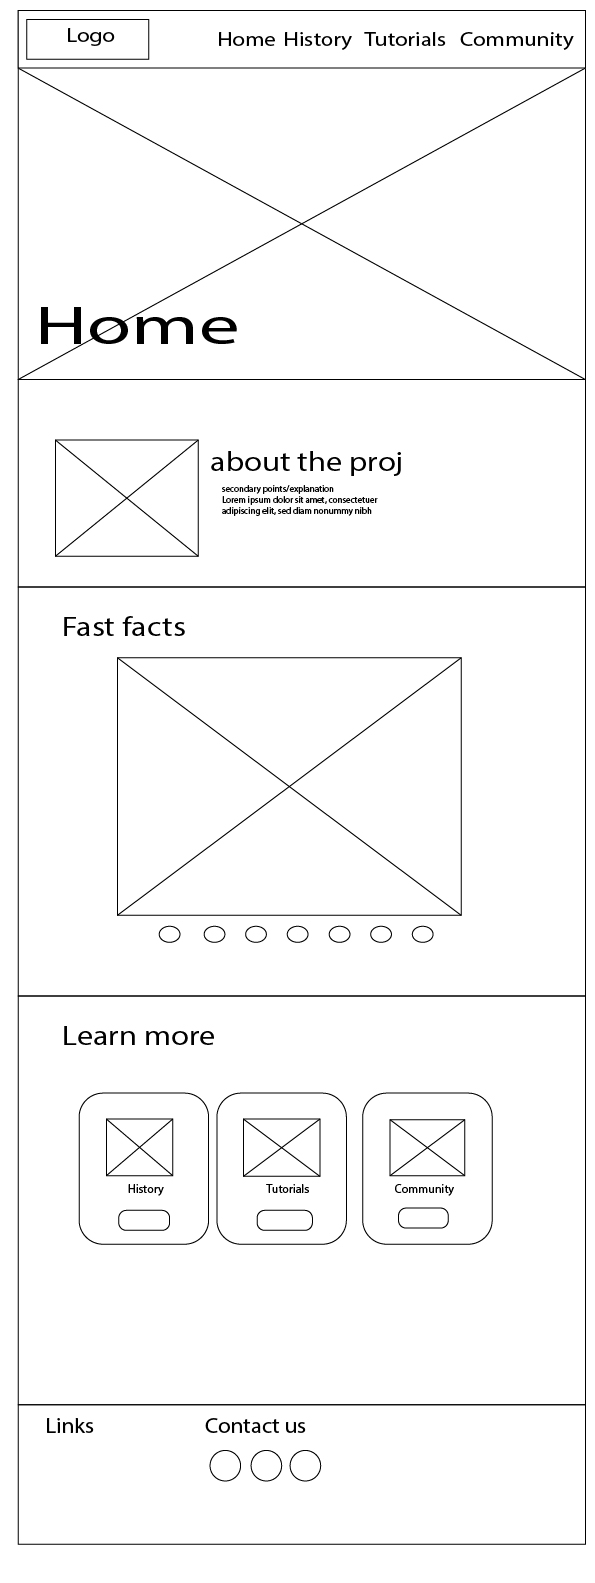 Logo
Home History Tutorials Community
Home
about the proj
secondary points/explanation
Lorem ipsum dolor sit amet, consectetuer
adipiscing elit, sed diam nonummy nibh
Fast facts
Learn more
History
Tutorials
Community
Links
Contact us